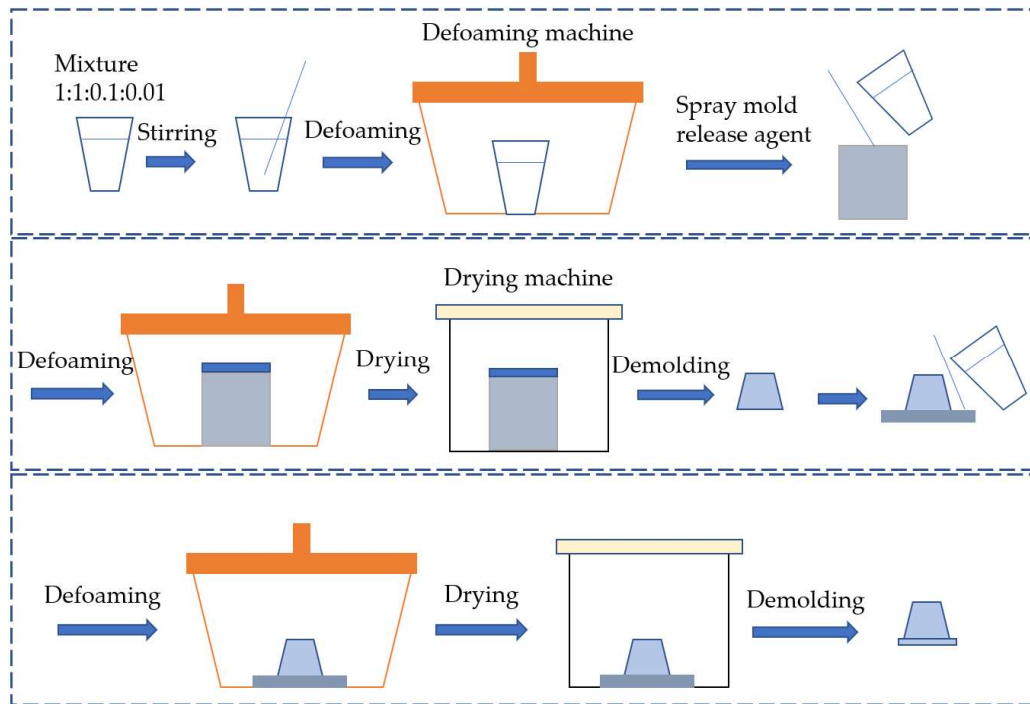 Defoaming machine
Mixture
1:1:0.1:0.01
Stirring
Defoaming
Spray mold
release agent
Drying machine
Defoaming
Drying
Demolding
Defoaming
Drying
Demolding